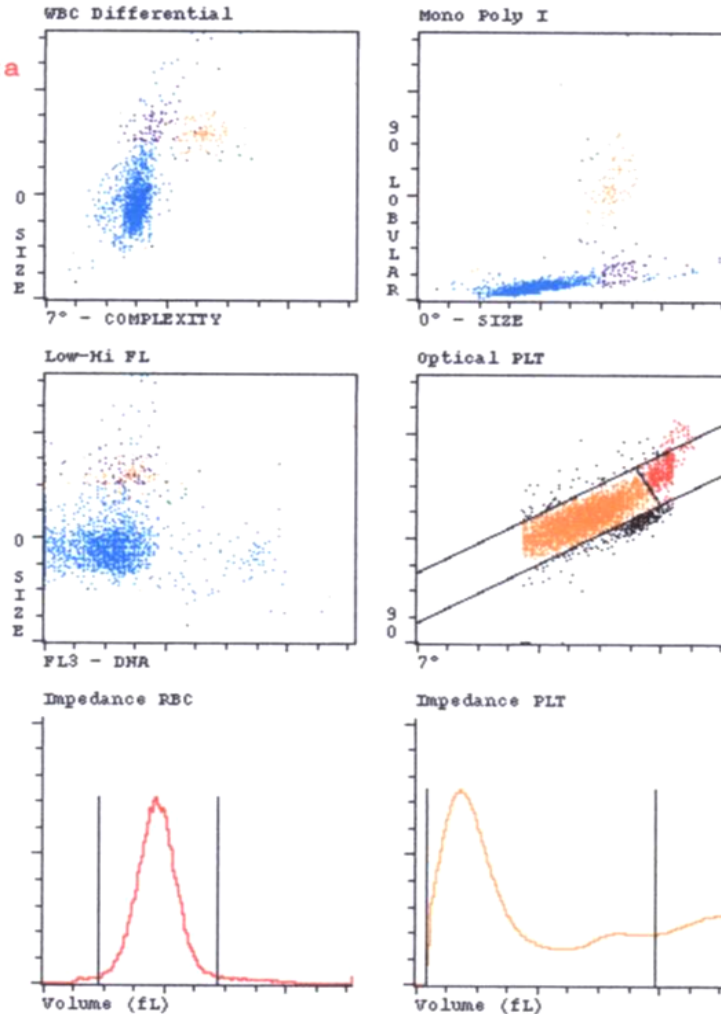 WBC Differential
Mono Poly I
a
0 SIZE
90 LOBULAR
7° - COMPLEXITY
0° - SIZE
Low-Hi FL
Optical PLT
0 SIZE
90
FL3 - DNA
7°
Impedance RBC
Impedance PLT
Volume (fL)
Volume (fL)